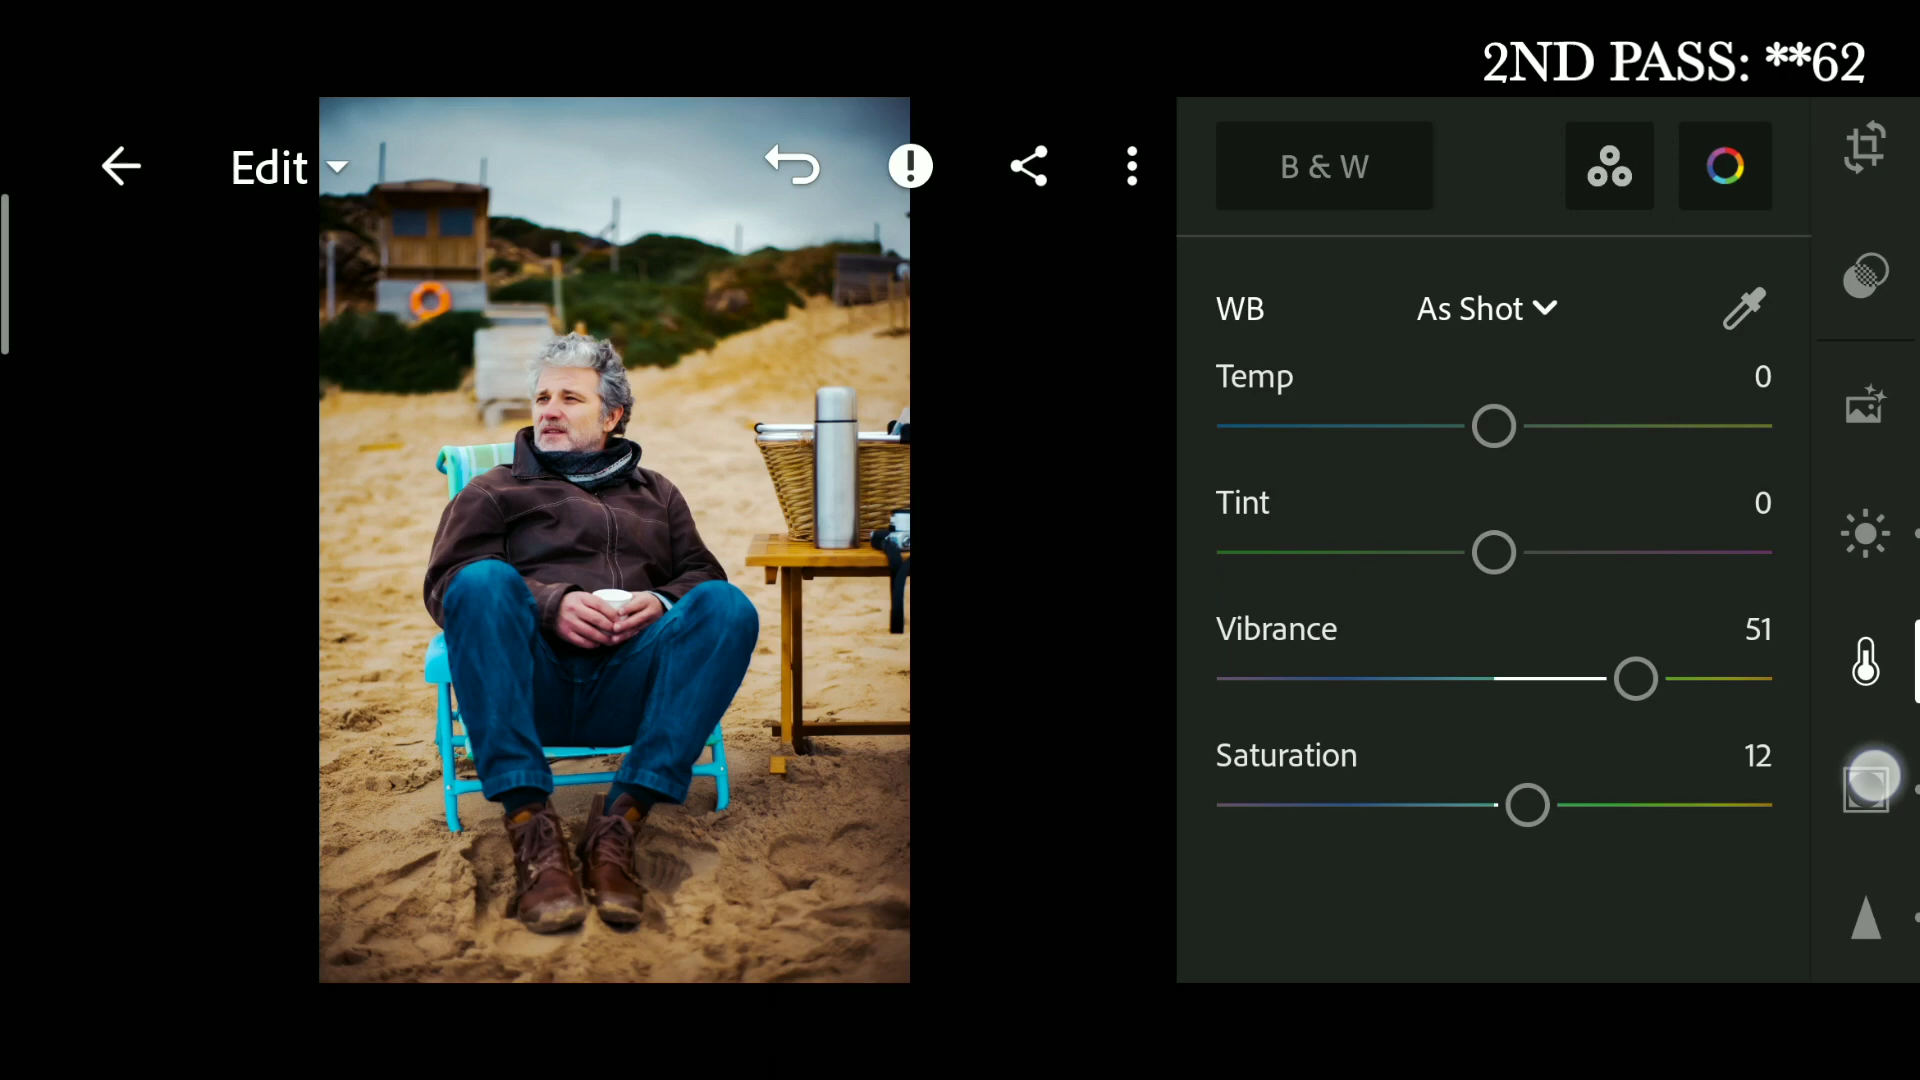 2ND PASS: **62
Edit
B & W
WB As Shot
Temp 0
Tint 0
Vibrance 51
Saturation 12